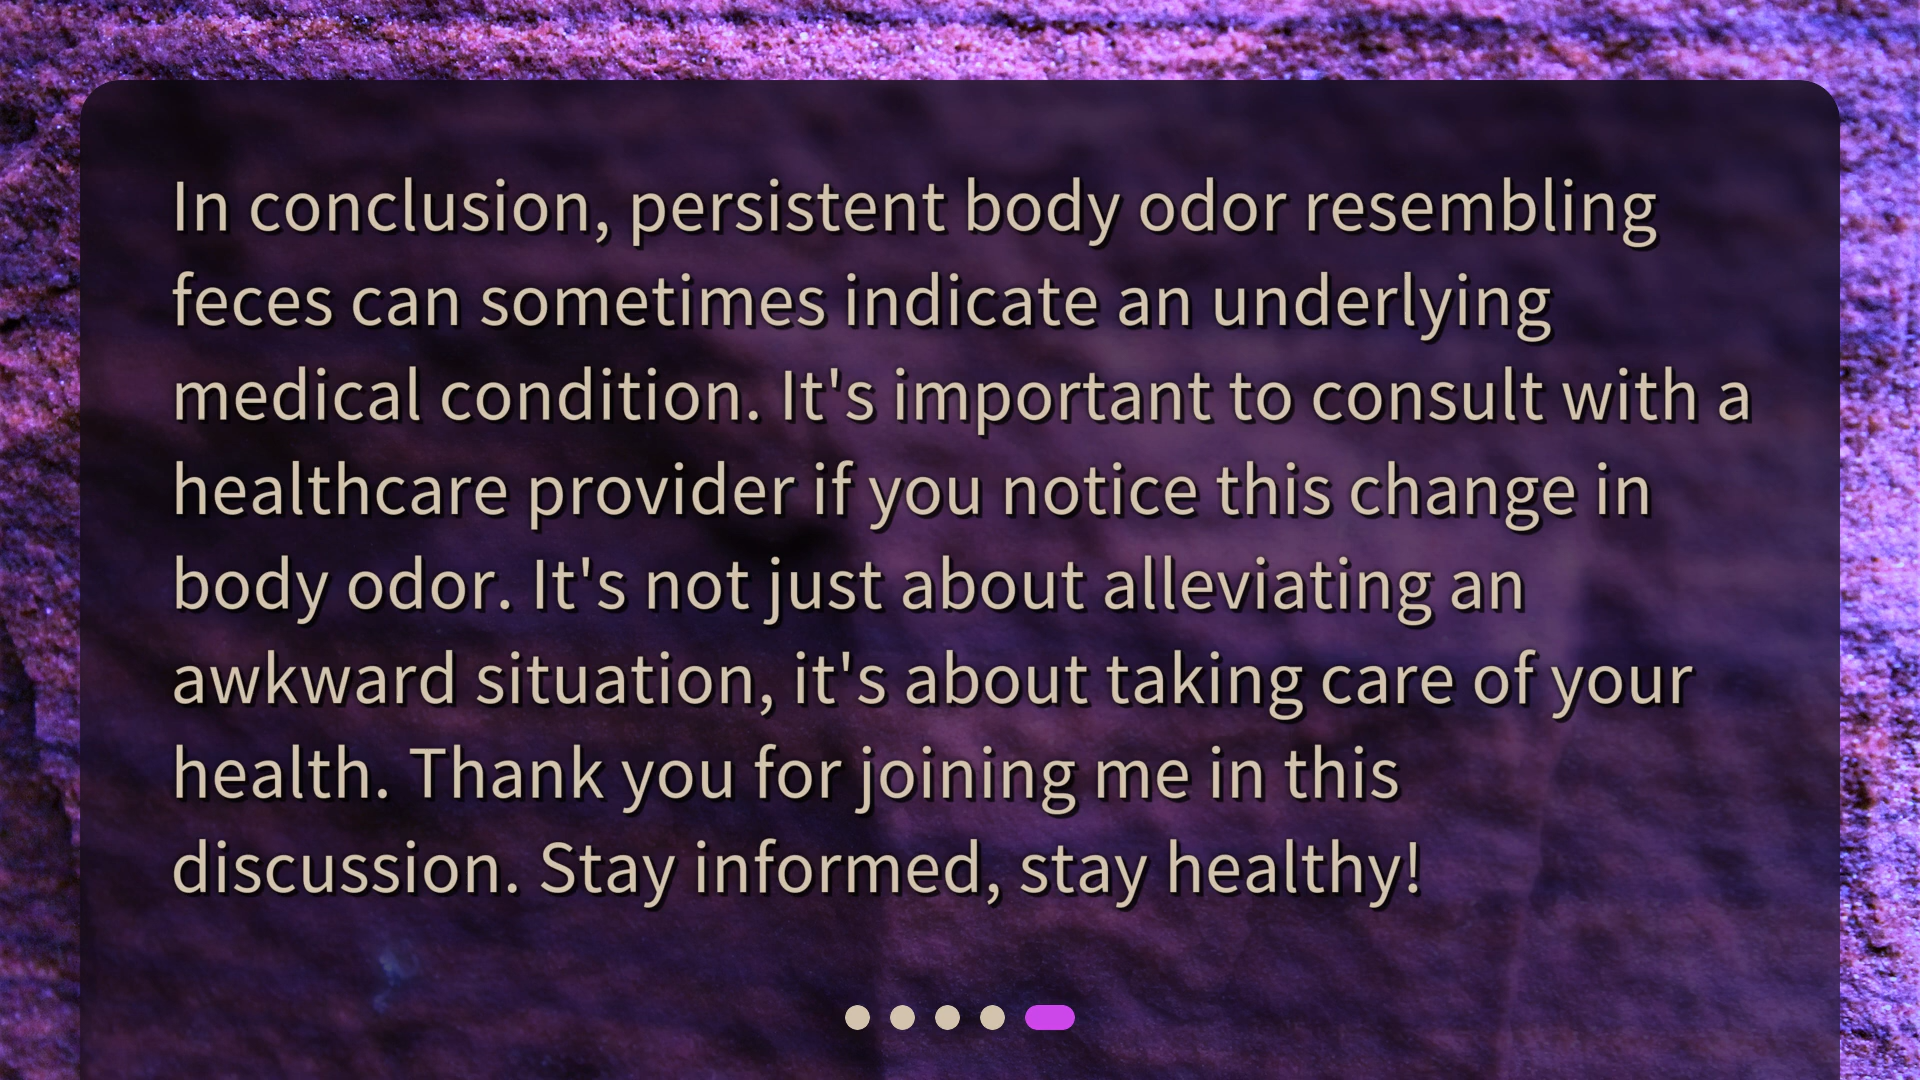 In conclusion, persistent body odor resembling
feces can sometimes indicate an underlying
medical condition. It's important to consult with a
healthcare provider if you notice this change in
body odor. It's not just about alleviating an
awkward situation, it's about taking care of your
health. Thank you for joining me in this
discussion. Stay informed, stay healthy!